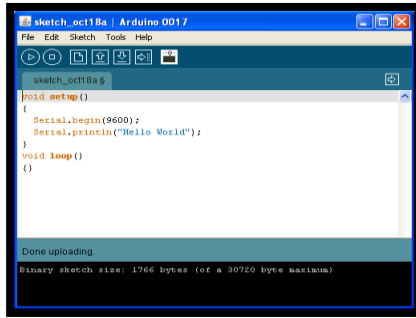 sketch_oct18a | Arduino 0017
File Edit Sketch Tools Help
sketch_oct18a §
void setup()
{
Serial.begin(9600);
Serial.println("Hello World");
}
void loop()
{}
Done uploading.
Binary sketch size: 1766 bytes (of a 30720 byte maximum)